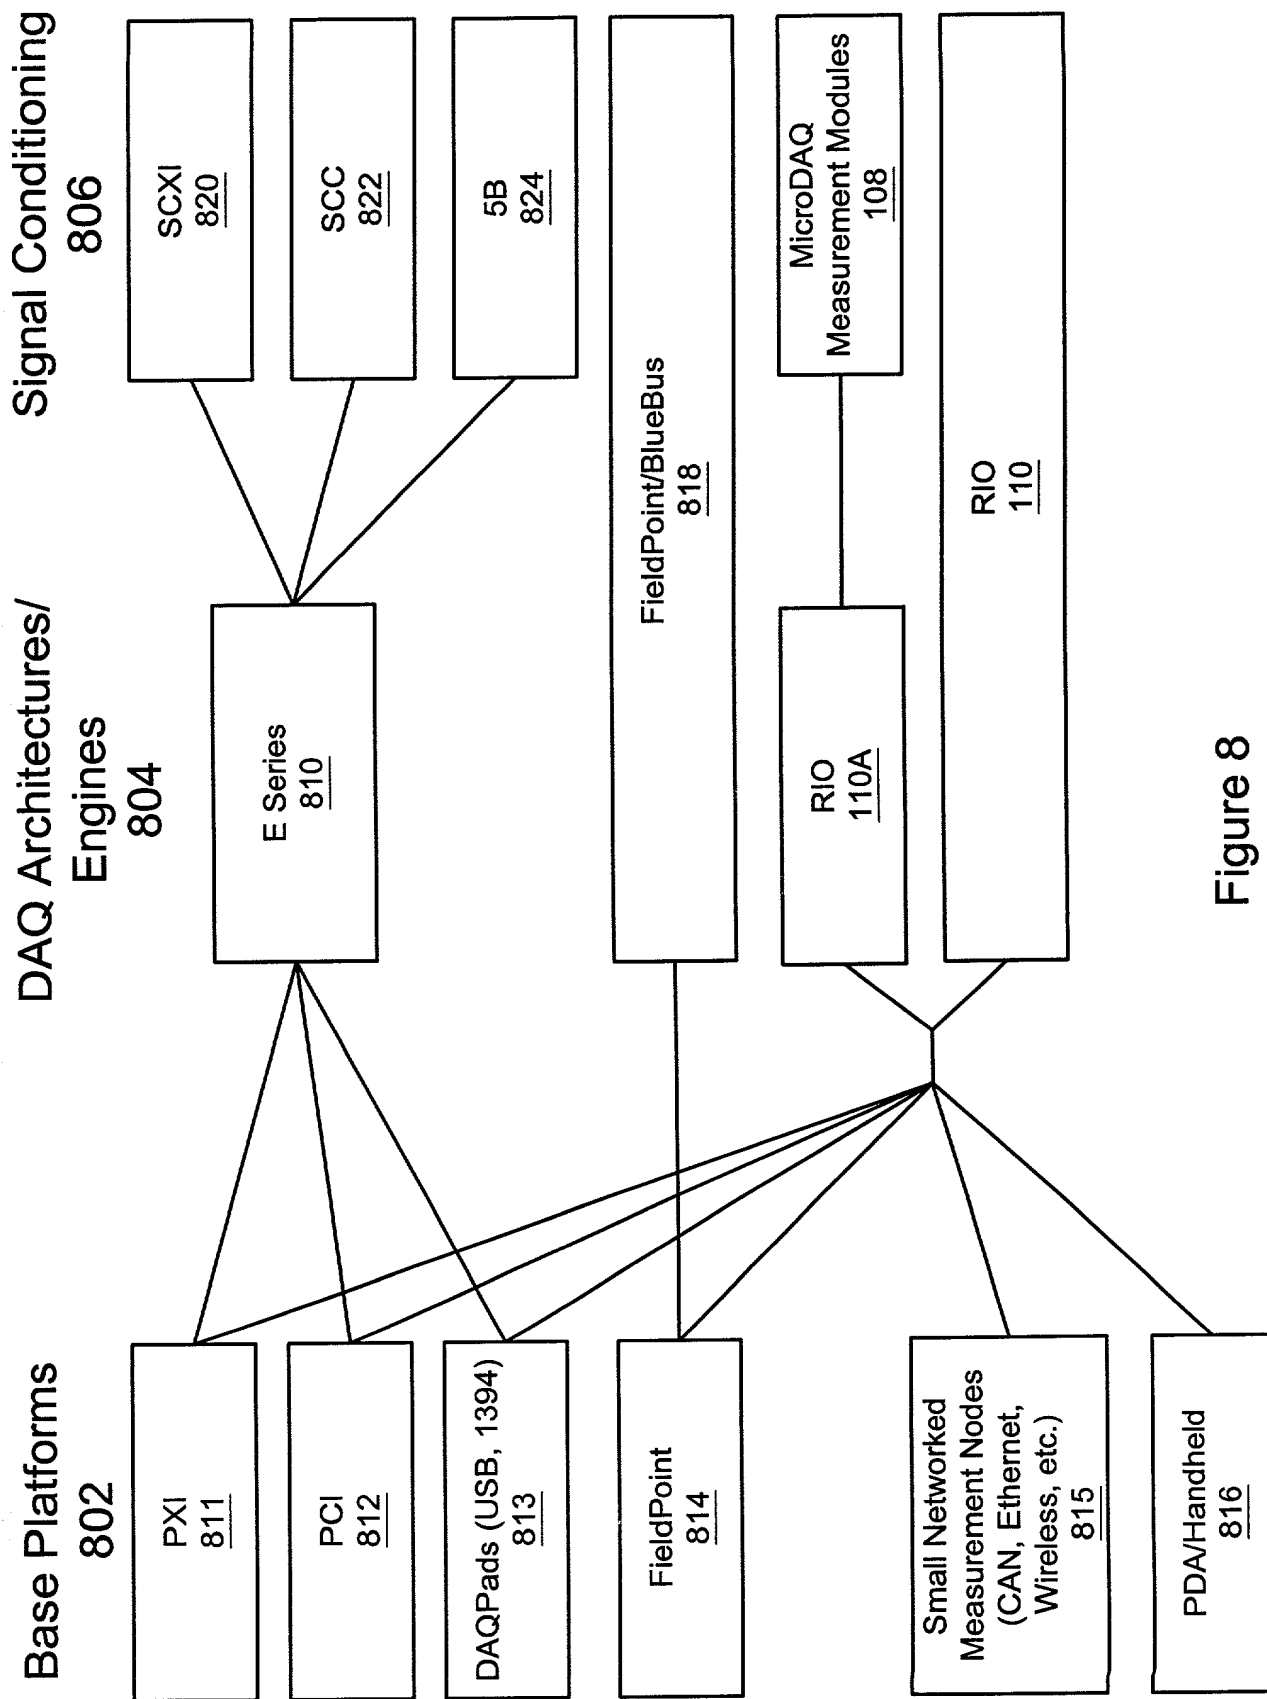 Base Platforms
802
PXI
811
PCI
812
DAQPads (USB, 1394)
813
FieldPoint
814
Small Networked
Measurement Nodes
(CAN, Ethernet,
Wireless, etc.)
815
PDA/Handheld
816
DAQ Architectures/
Engines
804
E Series
810
FieldPoint/BlueBus
818
RIO
110A
RIO
110
Signal Conditioning
806
SCXI
820
SCC
822
5B
824
MicroDAQ
Measurement Modules
108
Figure 8